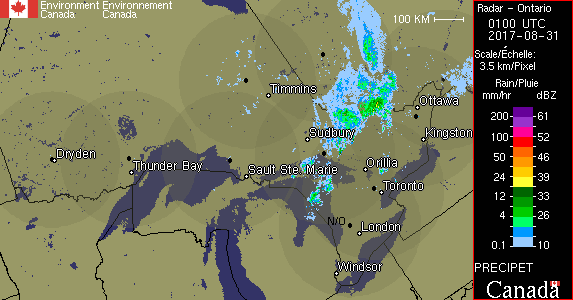 Environment Environnement
Canada Canada
100 KM
Timmins
Ottawa
Sudbury
Kingston
Dryden
Thunder Bay
Sault Ste. Marie
Orillia
Toronto
N/O
London
Windsor
Radar - Ontario
0100 UTC
2017-08-31
Scale/Échelle:
3.5 km/Pixel
Rain/Pluie
mm/hr dBZ
200 61
100 52
50 46
24 39
12 33
4 26
1 20
0.1 10
PRECIPET
Canada